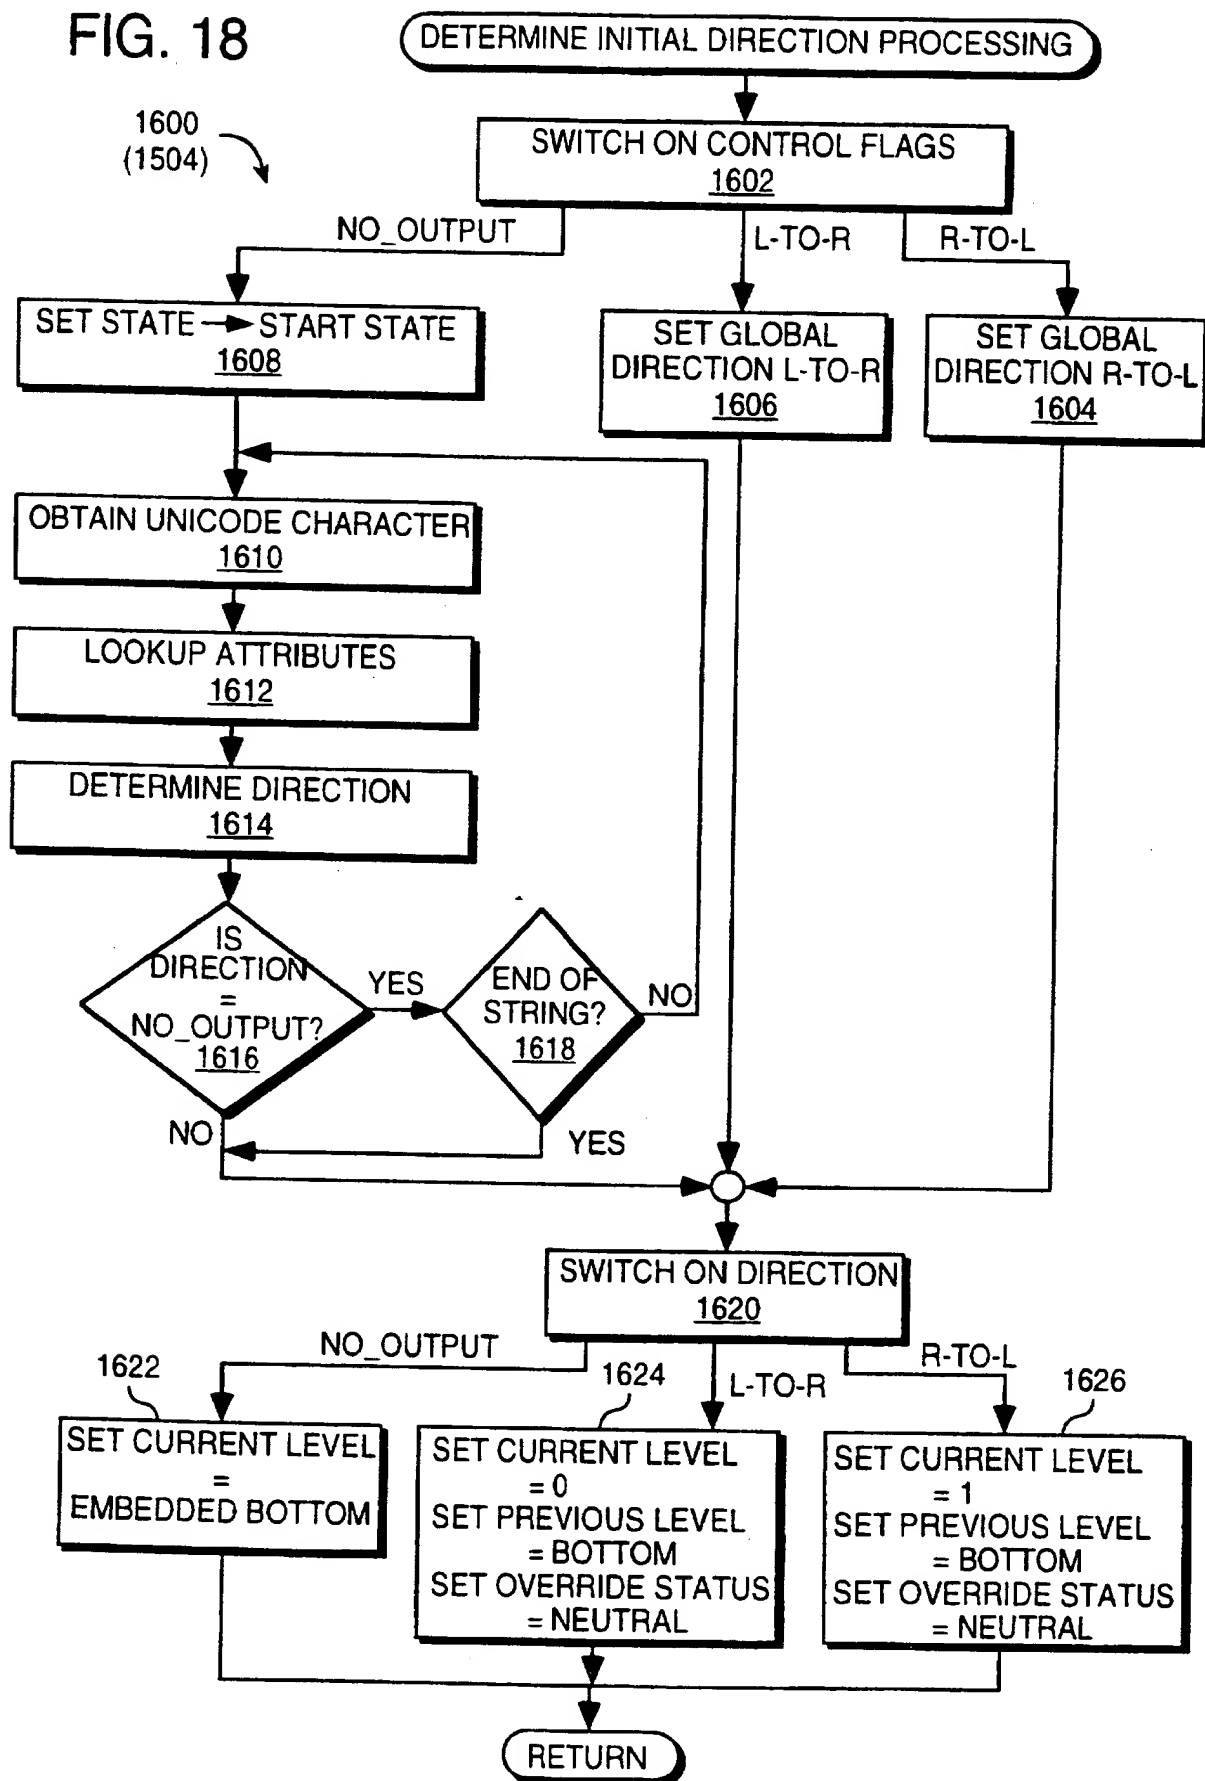 FIG. 18
DETERMINE INITIAL DIRECTION PROCESSING
1600
(1504)
SWITCH ON CONTROL FLAGS
1602
NO_OUTPUT
L-TO-R
R-TO-L
SET STATE → START STATE
1608
SET GLOBAL
DIRECTION L-TO-R
1606
SET GLOBAL
DIRECTION R-TO-L
1604
OBTAIN UNICODE CHARACTER
1610
LOOKUP ATTRIBUTES
1612
DETERMINE DIRECTION
1614
IS
DIRECTION
=
NO_OUTPUT?
1616
YES
END OF
STRING?
1618
NO
NO
YES
SWITCH ON DIRECTION
1620
NO_OUTPUT
L-TO-R
R-TO-L
1622
SET CURRENT LEVEL
=
EMBEDDED BOTTOM
1624
SET CURRENT LEVEL
= 0
SET PREVIOUS LEVEL
= BOTTOM
SET OVERRIDE STATUS
= NEUTRAL
1626
SET CURRENT LEVEL
= 1
SET PREVIOUS LEVEL
= BOTTOM
SET OVERRIDE STATUS
= NEUTRAL
RETURN